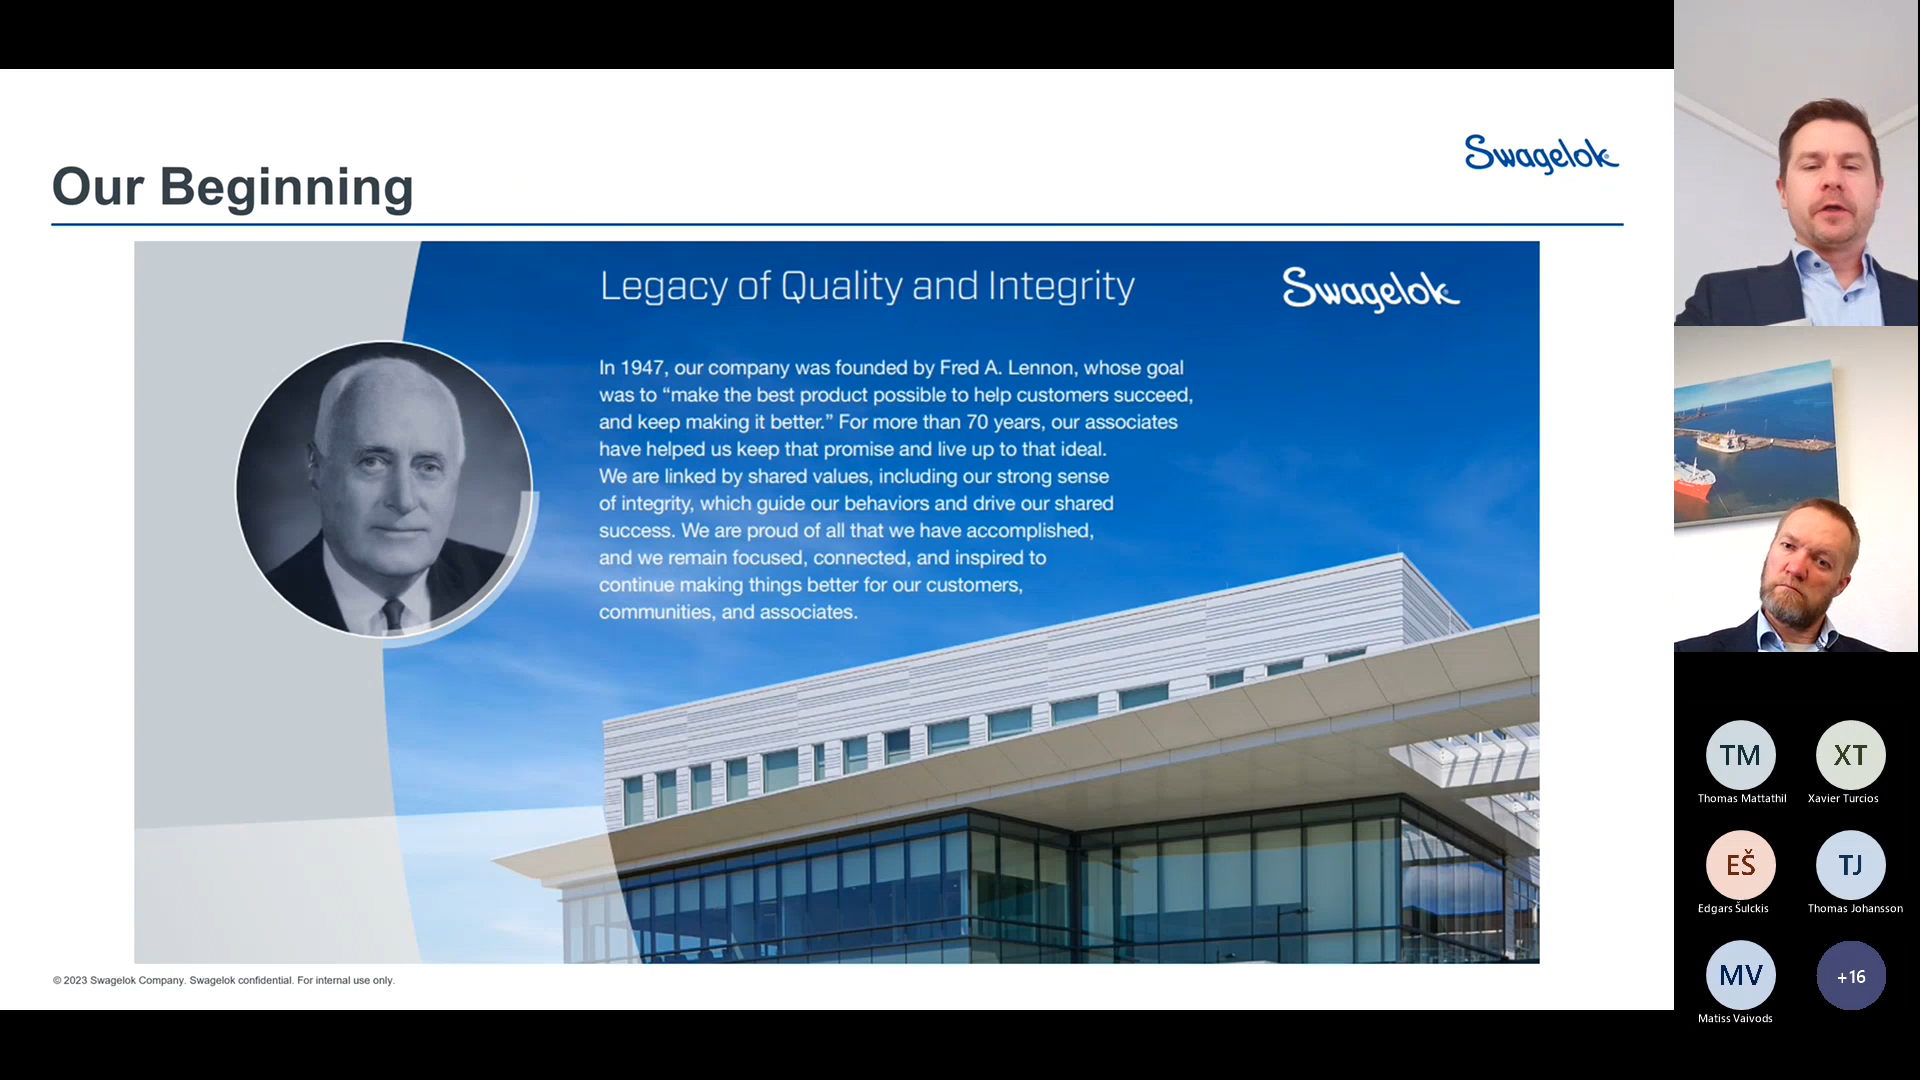 Swagelok
Our Beginning
Legacy of Quality and Integrity
Swagelok
In 1947, our company was founded by Fred A. Lennon, whose goal
was to “make the best product possible to help customers succeed,
and keep making it better.” For more than 70 years, our associates
have helped us keep that promise and live up to that ideal.
We are linked by shared values, including our strong sense
of integrity, which guide our behaviors and drive our shared
success. We are proud of all that we have accomplished,
and we remain focused, connected, and inspired to
continue making things better for our customers,
communities, and associates.
© 2023 Swagelok Company. Swagelok confidential. For internal use only.
TM
XT
Thomas Mattathil
Xavier Turcios
EŠ
TJ
Edgars Šulckis
Thomas Johansson
MV
+16
Matiss Vaivods